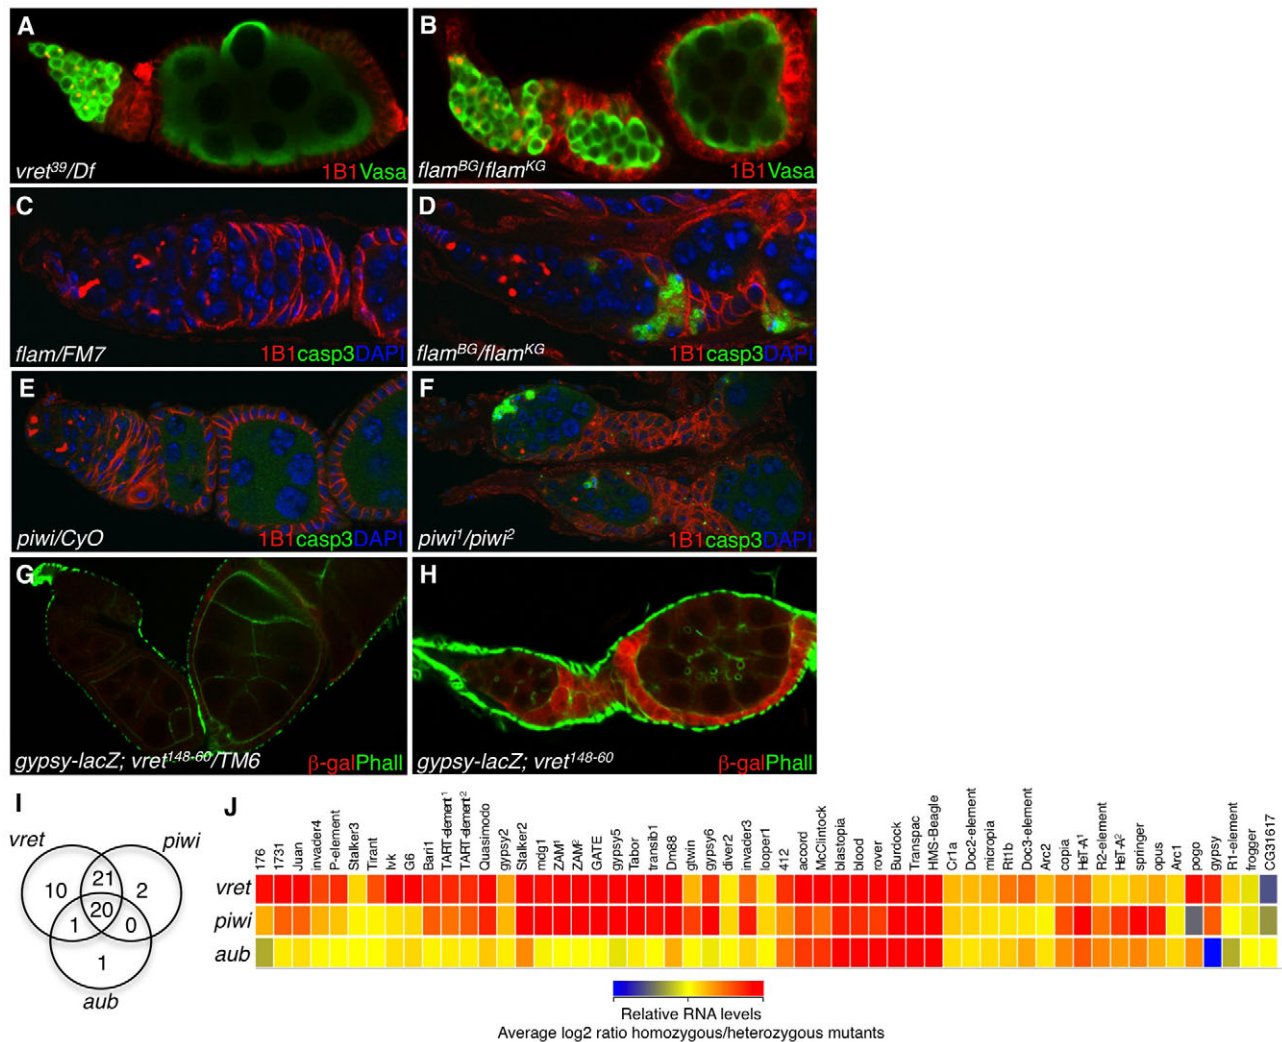 A
vret39/Df
1B1Vasa
B
flamBG/flamKG
1B1Vasa
C
flam/FM7
1B1casp3DAPI
D
flamBG/flamKG
1B1casp3DAPI
E
piwi/CyO
1B1casp3DAPI
F
piwi1/piwi2
1B1casp3DAPI
G
gypsy-lacZ; vret148-60/TM6
β-galPhall
H
gypsy-lacZ; vret148-60
β-galPhall
I
vret
piwi
10
21
2
20
1
0
1
aub
J
176
1731
Juan
invader4
P-element
Stalker3
Tirant
Ivk
G6
Bari1
TART-element1
TART-element2
Quasimodo
gypsy2
Stalker2
mdg1
ZAM1
ZAM2
GATE
gypsy5
Tabor
transib1
Dm88
gtwin
gypsy6
diver2
invader3
looper1
412
accord
McClintock
blastopia
blood
rover
Burdock
Transpac
HMS-Beagle
Cr1a
Doc2-element
micropia
Rt1b
Doc3-element
Arc2
copia
HeT-A1
R2-element
HeT-A2
springer
opus
Arc1
pogo
gypsy
R1-element
frogger
CG31617
vret
piwi
aub
Relative RNA levels
Average log2 ratio homozygous/heterozygous mutants